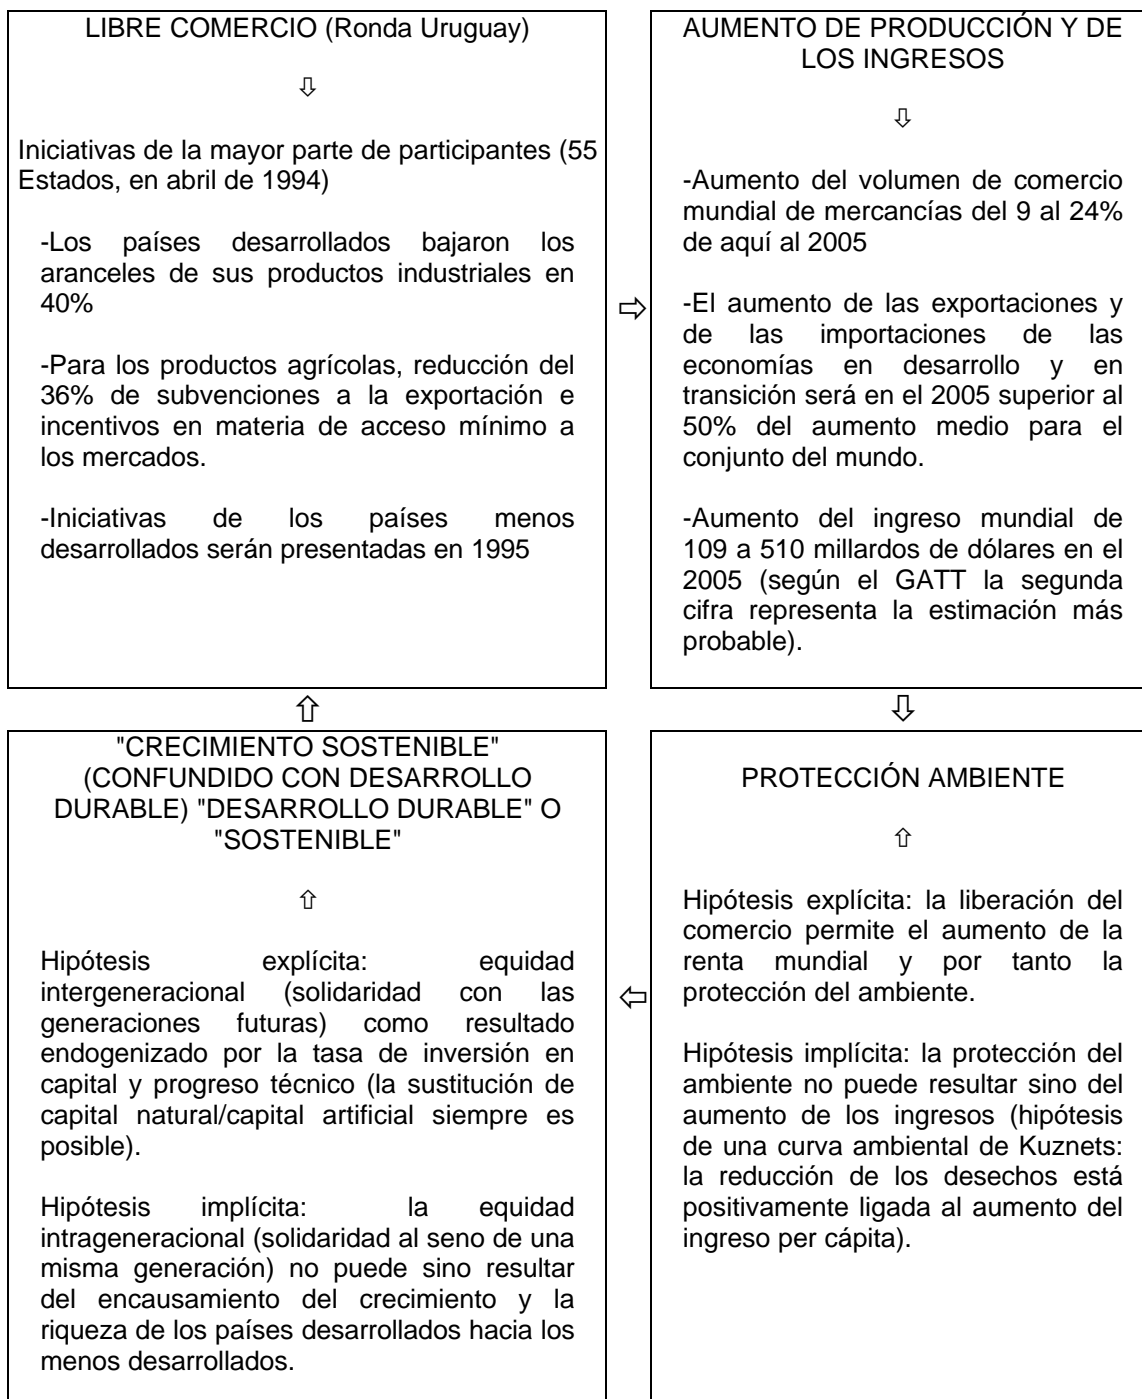 LIBRE COMERCIO (Ronda Uruguay)
⇩
Iniciativas de la mayor parte de participantes (55
Estados, en abril de 1994)
-Los países desarrollados bajaron los
aranceles de sus productos industriales en
40%
-Para los productos agrícolas, reducción del
36% de subvenciones a la exportación e
incentivos en materia de acceso mínimo a
los mercados.
-Iniciativas de los países menos
desarrollados serán presentadas en 1995
⇨
AUMENTO DE PRODUCCIÓN Y DE
LOS INGRESOS
⇩
-Aumento del volumen de comercio
mundial de mercancías del 9 al 24%
de aquí al 2005
-El aumento de las exportaciones y
de las importaciones de las
economías en desarrollo y en
transición será en el 2005 superior al
50% del aumento medio para el
conjunto del mundo.
-Aumento del ingreso mundial de
109 a 510 millardos de dólares en el
2005 (según el GATT la segunda
cifra representa la estimación más
probable).
⇧
⇩
"CRECIMIENTO SOSTENIBLE"
(CONFUNDIDO CON DESARROLLO
DURABLE) "DESARROLLO DURABLE" O
"SOSTENIBLE"
⇧
Hipótesis explícita: equidad
intergeneracional (solidaridad con las
generaciones futuras) como resultado
endogenizado por la tasa de inversión en
capital y progreso técnico (la sustitución de
capital natural/capital artificial siempre es
posible).
Hipótesis implícita: la equidad
intrageneracional (solidaridad al seno de una
misma generación) no puede sino resultar
del encausamiento del crecimiento y la
riqueza de los países desarrollados hacia los
menos desarrollados.
⇦
PROTECCIÓN AMBIENTE
⇧
Hipótesis explícita: la liberación del
comercio permite el aumento de la
renta mundial y por tanto la
protección del ambiente.
Hipótesis implícita: la protección del
ambiente no puede resultar sino del
aumento de los ingresos (hipótesis
de una curva ambiental de Kuznets:
la reducción de los desechos está
positivamente ligada al aumento del
ingreso per cápita).